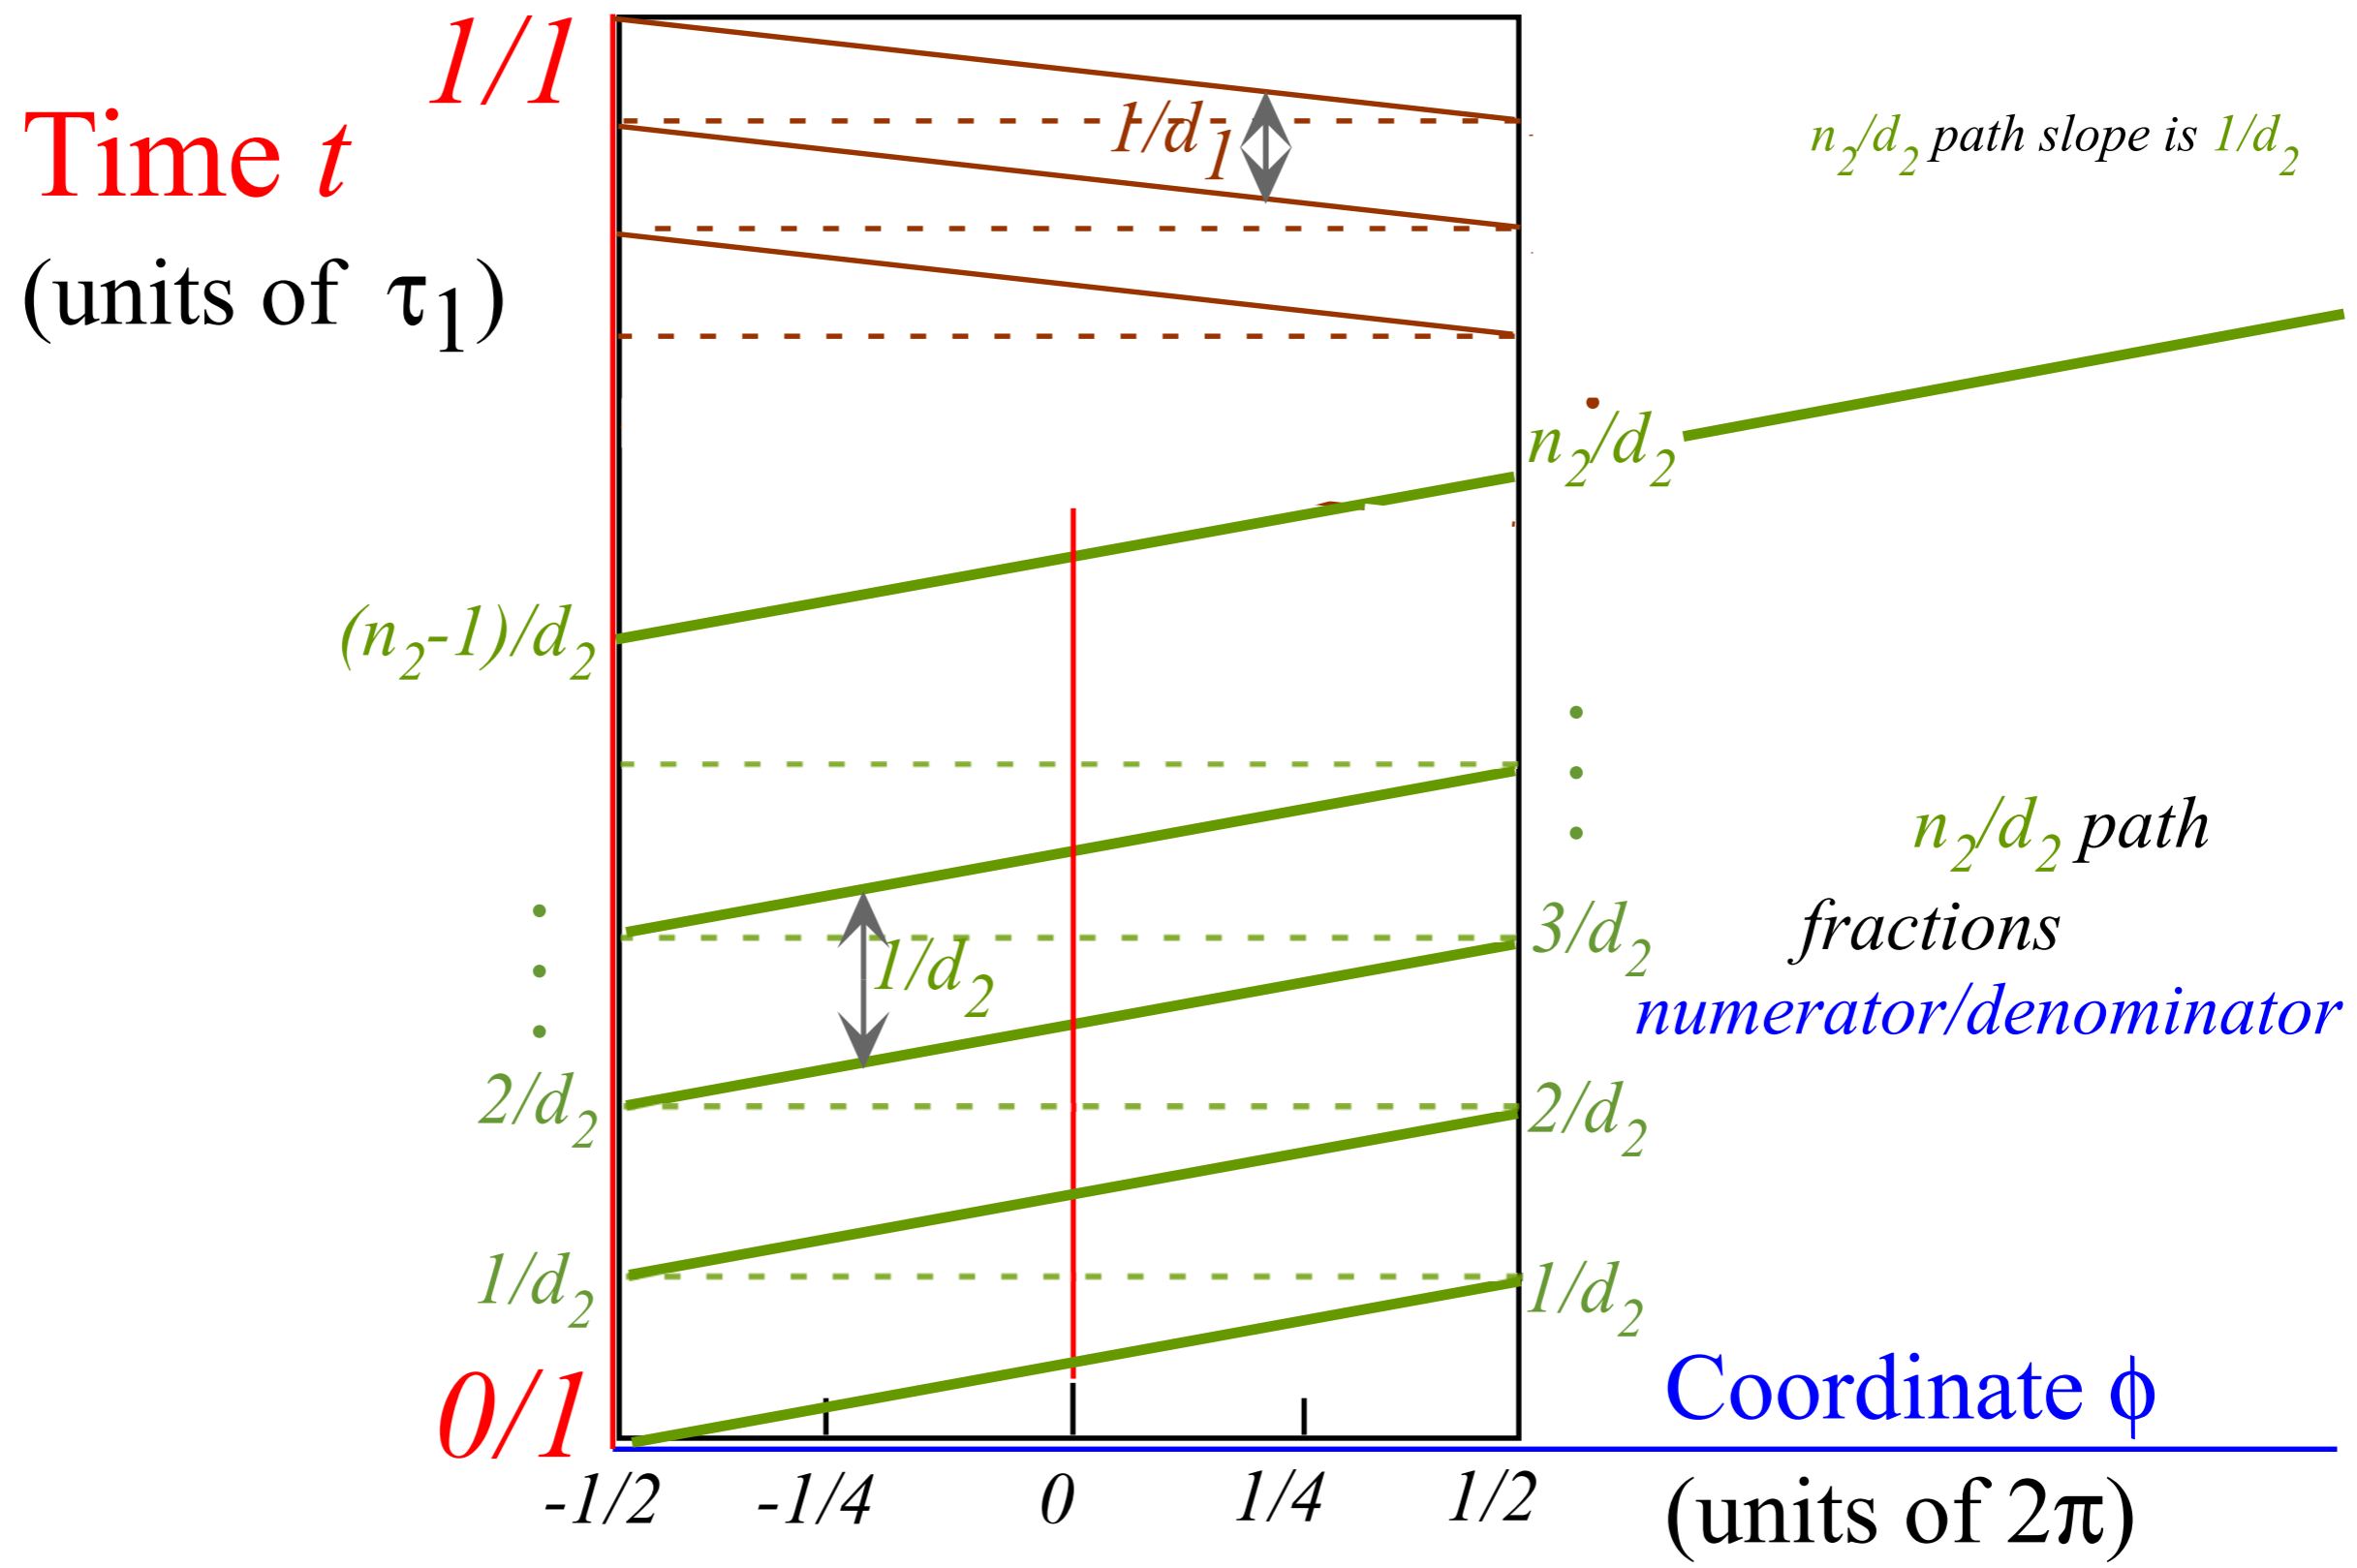 1/1
Time t
(units of τ1)
1/d1
n2/d2 path slope is 1/d2
n2/d2
(n2-1)/d2
n2/d2 path
fractions
numerator/denominator
3/d2
1/d2
2/d2
2/d2
1/d2
1/d2
0/1
Coordinate ϕ
(units of 2π)
-1/2 -1/4 0 1/4 1/2